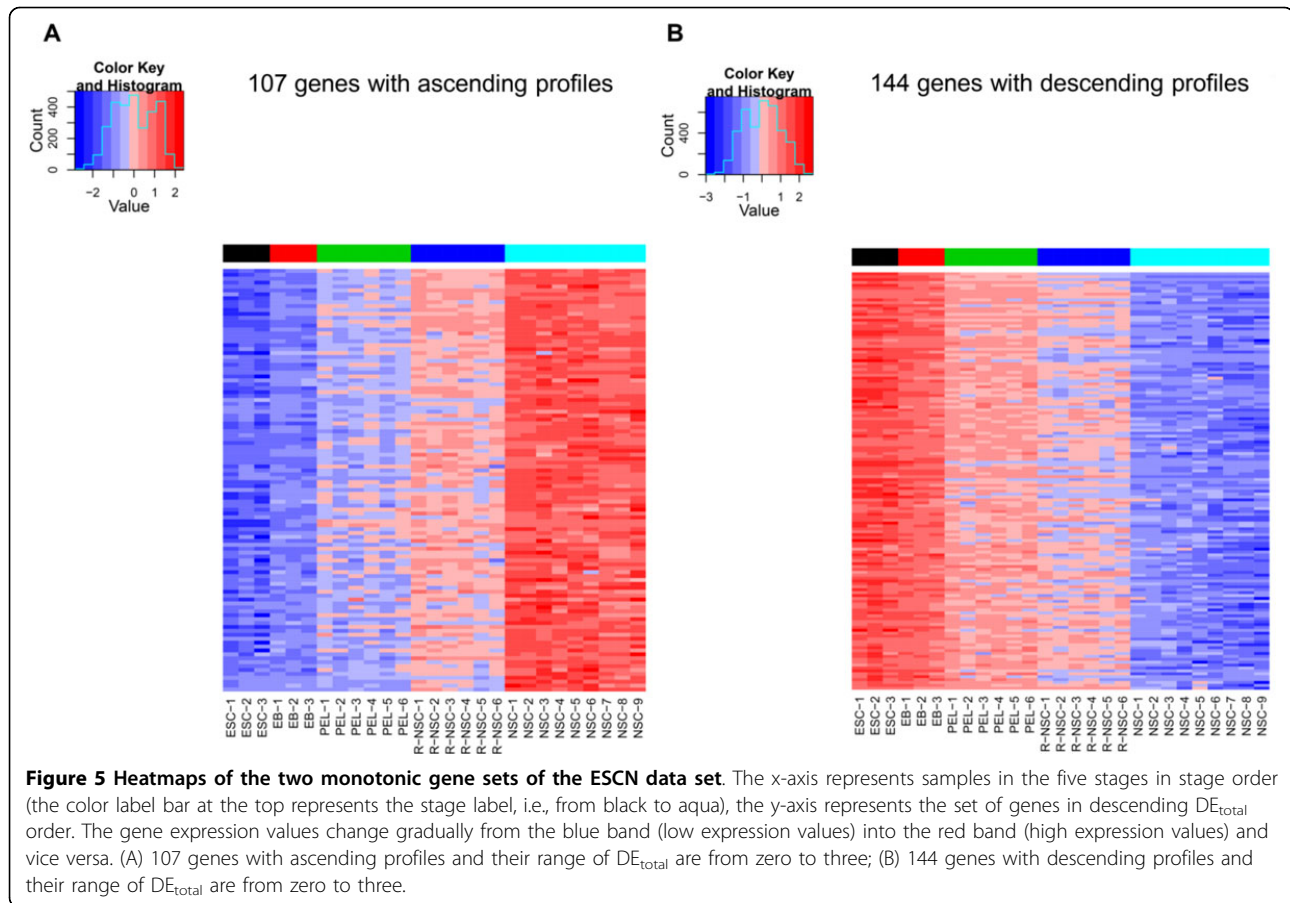 A
Color Key
and Histogram
Count
0 200 400
−2 0 1 2
Value
107 genes with ascending profiles
ESC-1
ESC-2
ESC-3
EB-1
EB-2
EB-3
PEL-1
PEL-2
PEL-3
PEL-4
PEL-5
PEL-6
R-NSC-1
R-NSC-2
R-NSC-3
R-NSC-4
R-NSC-5
R-NSC-6
NSC-1
NSC-2
NSC-3
NSC-4
NSC-5
NSC-6
NSC-7
NSC-8
NSC-9
B
Color Key
and Histogram
Count
0 400
−3 −1 1 2
Value
144 genes with descending profiles
ESC-1
ESC-2
ESC-3
EB-1
EB-2
EB-3
PEL-1
PEL-2
PEL-3
PEL-4
PEL-5
PEL-6
R-NSC-1
R-NSC-2
R-NSC-3
R-NSC-4
R-NSC-5
R-NSC-6
NSC-1
NSC-2
NSC-3
NSC-4
NSC-5
NSC-6
NSC-7
NSC-8
NSC-9
Figure 5 Heatmaps of the two monotonic gene sets of the ESCN data set. The x-axis represents samples in the five stages in stage order
(the color label bar at the top represents the stage label, i.e., from black to aqua), the y-axis represents the set of genes in descending DEtotal
order. The gene expression values change gradually from the blue band (low expression values) into the red band (high expression values) and
vice versa. (A) 107 genes with ascending profiles and their range of DEtotal are from zero to three; (B) 144 genes with descending profiles and
their range of DEtotal are from zero to three.